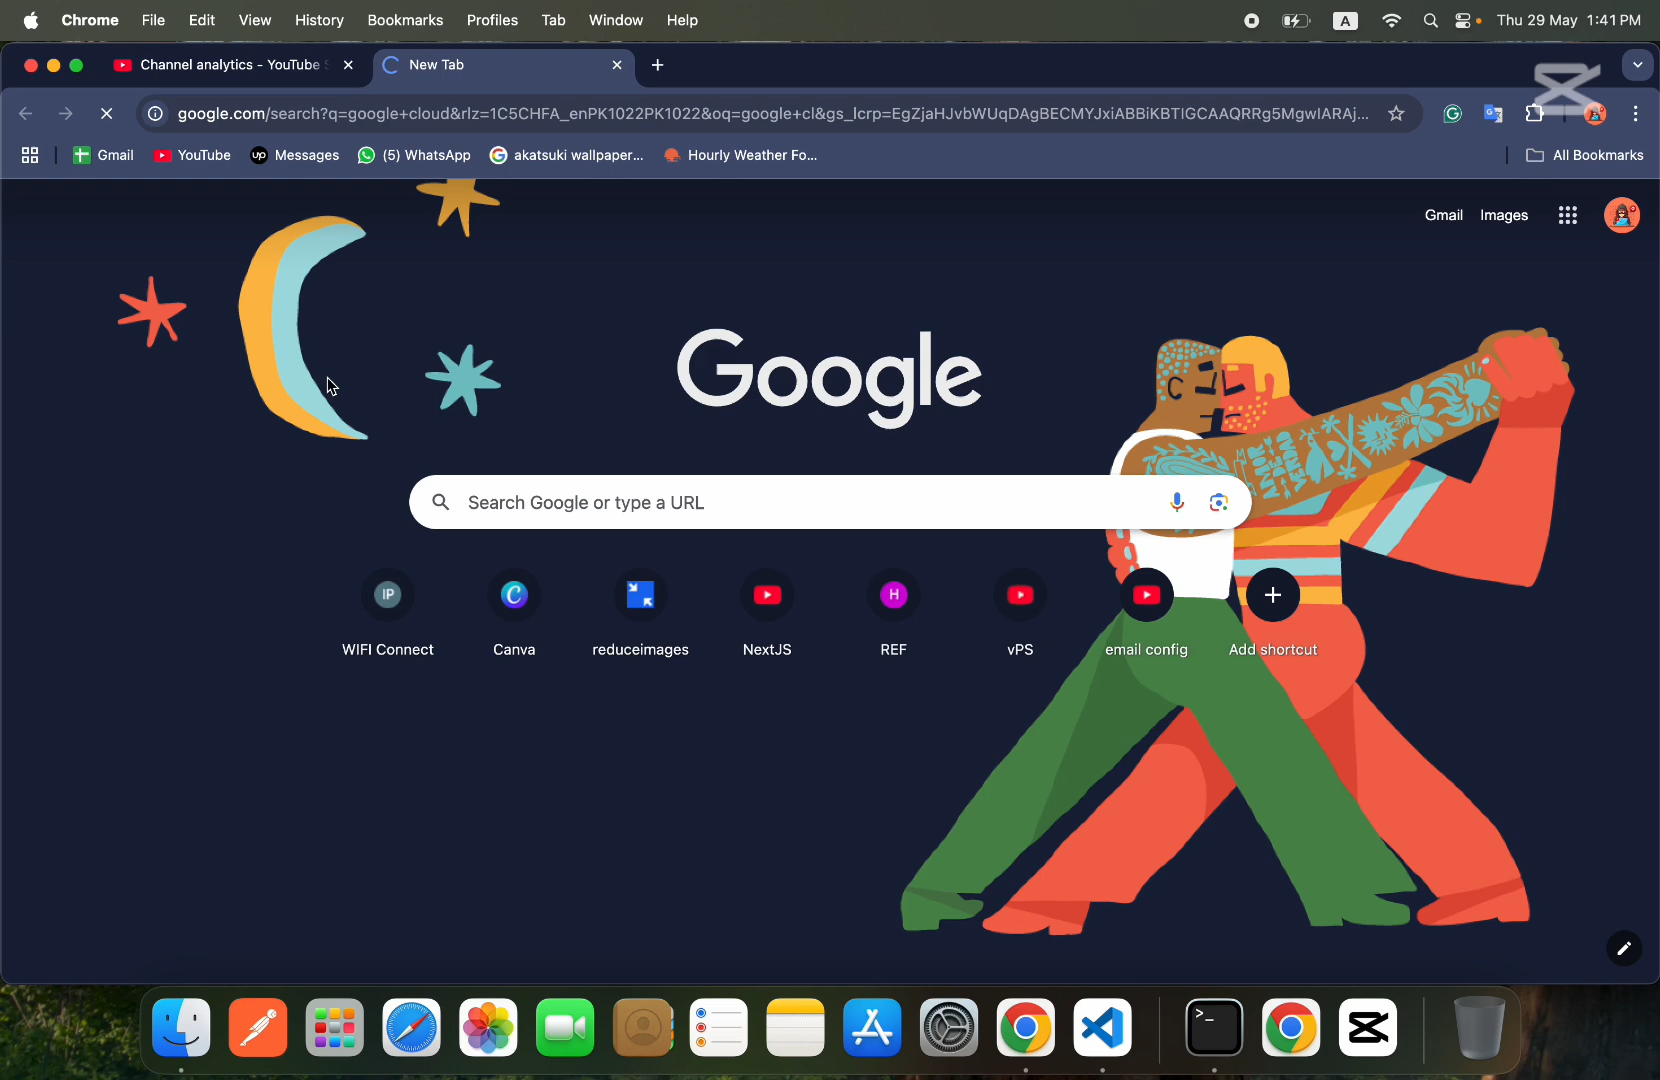 Chrome File Edit View History Bookmarks Profiles Tab Window Help A Thu 29 May 1:41 PM
Channel analytics - YouTube S New Tab
google.com/search?q=google+cloud&rlz=1C5CHFA_enPK1022PK1022&oq=google+cl&gs_lcrp=EgZjaHJvbWUqDAgBECMYJxiABBiKBTIGCAAQRRg5MgwIARAj...
Gmail YouTube up Messages (5) WhatsApp akatsuki wallpaper... Hourly Weather Fo... All Bookmarks
Gmail Images
Google
Search Google or type a URL
IP H
WIFI Connect Canva reduceimages NextJS REF vPS email config Add shortcut